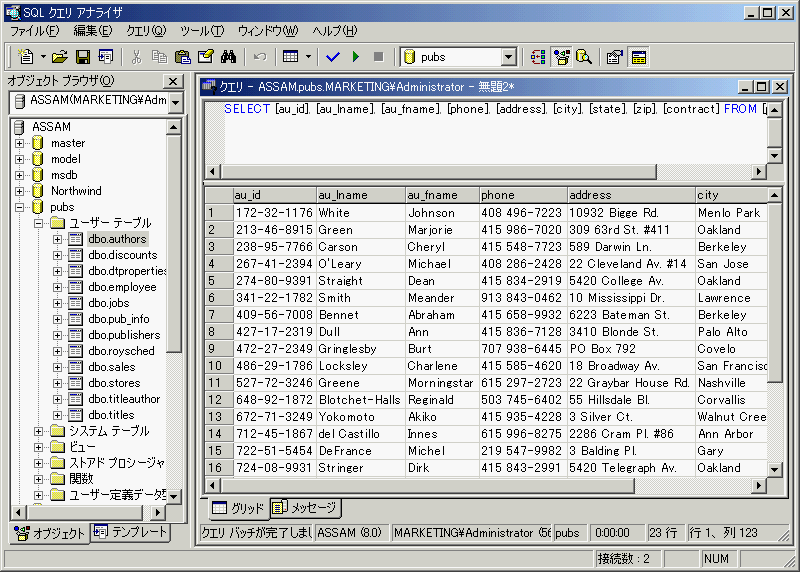 SQL クエリ アナライザ
ファイル(F) 編集(E) クエリ(Q) ツール(T) ウィンドウ(W) ヘルプ(H)
pubs
オブジェクト ブラウザ(O)
ASSAM(MARKETING¥Adm
ASSAM
master
model
msdb
Northwind
pubs
ユーザー テーブル
dbo.authors
dbo.discounts
dbo.dtproperties
dbo.employee
dbo.jobs
dbo.pub_info
dbo.publishers
dbo.roysched
dbo.sales
dbo.stores
dbo.titleauthor
dbo.titles
システム テーブル
ビュー
ストアド プロシージャ
関数
ユーザー定義データ型
オブジェクト テンプレート
クエリ - ASSAM.pubs.MARKETING¥Administrator - 無題2*
SELECT [au_id], [au_lname], [au_fname], [phone], [address], [city], [state], [zip], [contract] FROM [
au_id au_lname au_fname phone address city
1 172-32-1176 White Johnson 408 496-7223 10932 Bigge Rd. Menlo Park
2 213-46-8915 Green Marjorie 415 986-7020 309 63rd St. #411 Oakland
3 238-95-7766 Carson Cheryl 415 548-7723 589 Darwin Ln. Berkeley
4 267-41-2394 O'Leary Michael 408 286-2428 22 Cleveland Av. #14 San Jose
5 274-80-9391 Straight Dean 415 834-2919 5420 College Av. Oakland
6 341-22-1782 Smith Meander 913 843-0462 10 Mississippi Dr. Lawrence
7 409-56-7008 Bennet Abraham 415 658-9932 6223 Bateman St. Berkeley
8 427-17-2319 Dull Ann 415 836-7128 3410 Blonde St. Palo Alto
9 472-27-2349 Gringlesby Burt 707 938-6445 PO Box 792 Covelo
10 486-29-1786 Locksley Charlene 415 585-4620 18 Broadway Av. San Francisc
11 527-72-3246 Greene Morningstar 615 297-2723 22 Graybar House Rd. Nashville
12 648-92-1872 Blotchet-Halls Reginald 503 745-6402 55 Hillsdale Bl. Corvallis
13 672-71-3249 Yokomoto Akiko 415 935-4228 3 Silver Ct. Walnut Cree
14 712-45-1867 del Castillo Innes 615 996-8275 2286 Cram Pl. #86 Ann Arbor
15 722-51-5454 DeFrance Michel 219 547-9982 3 Balding Pl. Gary
16 724-08-9931 Stringer Dirk 415 843-2991 5420 Telegraph Av. Oakland
グリッド メッセージ
クエリ バッチが完了しまし ASSAM (8.0) MARKETING¥Administrator (56 pubs 0:00:00 23 行 行 1、列 123
接続数 : 2 NUM